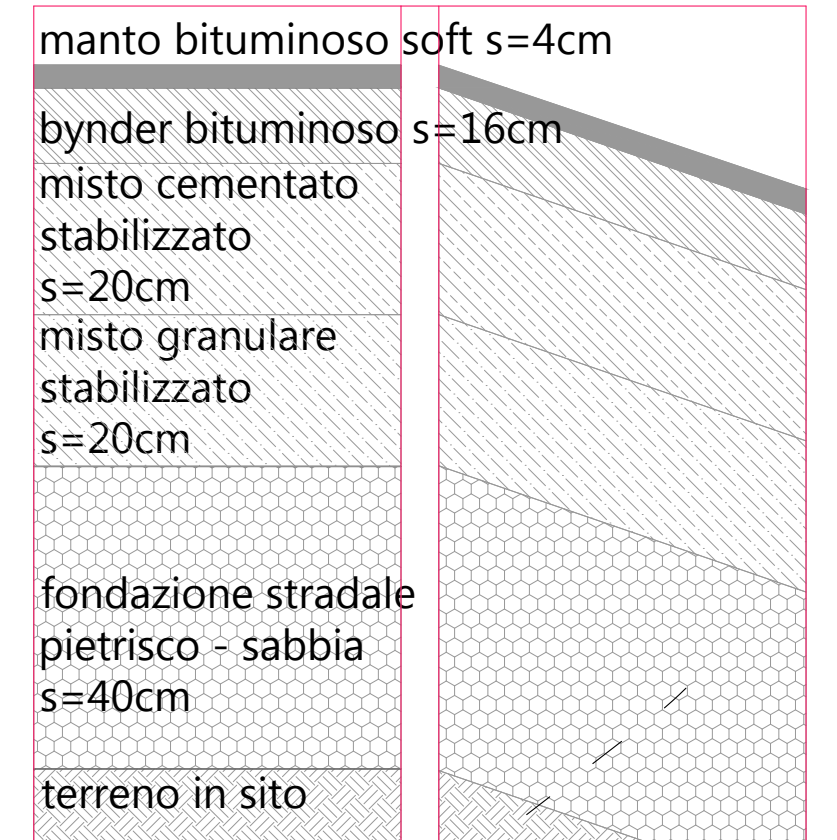 manto bituminoso soft s=4cm
bynder bituminoso s=16cm
misto cementato
stabilizzato
s=20cm
misto granulare
stabilizzato
s=20cm
fondazione stradale
pietrisco - sabbia
s=40cm
terreno in sito